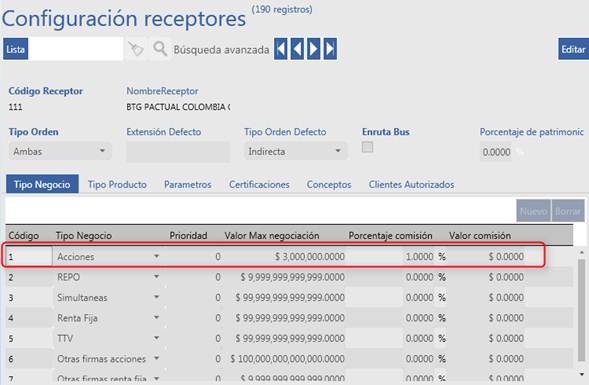 Configuración receptores (190 registros)
Lista Búsqueda avanzada Editar
Código Receptor NombreReceptor
111 BTG PACTUAL COLOMBIA (
Tipo Orden Extensión Defecto Tipo Orden Defecto Enruta Bus Porcentaje de patrimonic
Ambas Indirecta 0.0000 %
Tipo Negocio Tipo Producto Parametros Certificaciones Conceptos Clientes Autorizados
Nuevo Borrar
Código Tipo Negocio Prioridad Valor Max negociación Porcentaje comisión Valor comisión
1 Acciones 0 $ 3,000,000.0000 1.0000 % $ 0.0000
2 REPO 0 $ 9,999,999,999,999.0000 0.0000 % $ 0.0000
3 Simultaneas 0 $ 99,999,999,999.0000 0.0000 % $ 0.0000
4 Renta Fija 0 $ 99,999,999,999.0000 0.0000 % $ 0.0000
5 TTV 0 $ 99,999,999,999.0000 0.0000 % $ 0.0000
6 Otras firmas acciones 0 $ 100,000,000,000,000.0000 0.0000 % $ 0.0000
7 Otras firmas renta fija 0 $ 9,999,999,999,999.0000 0.0000 % $ 0.0000